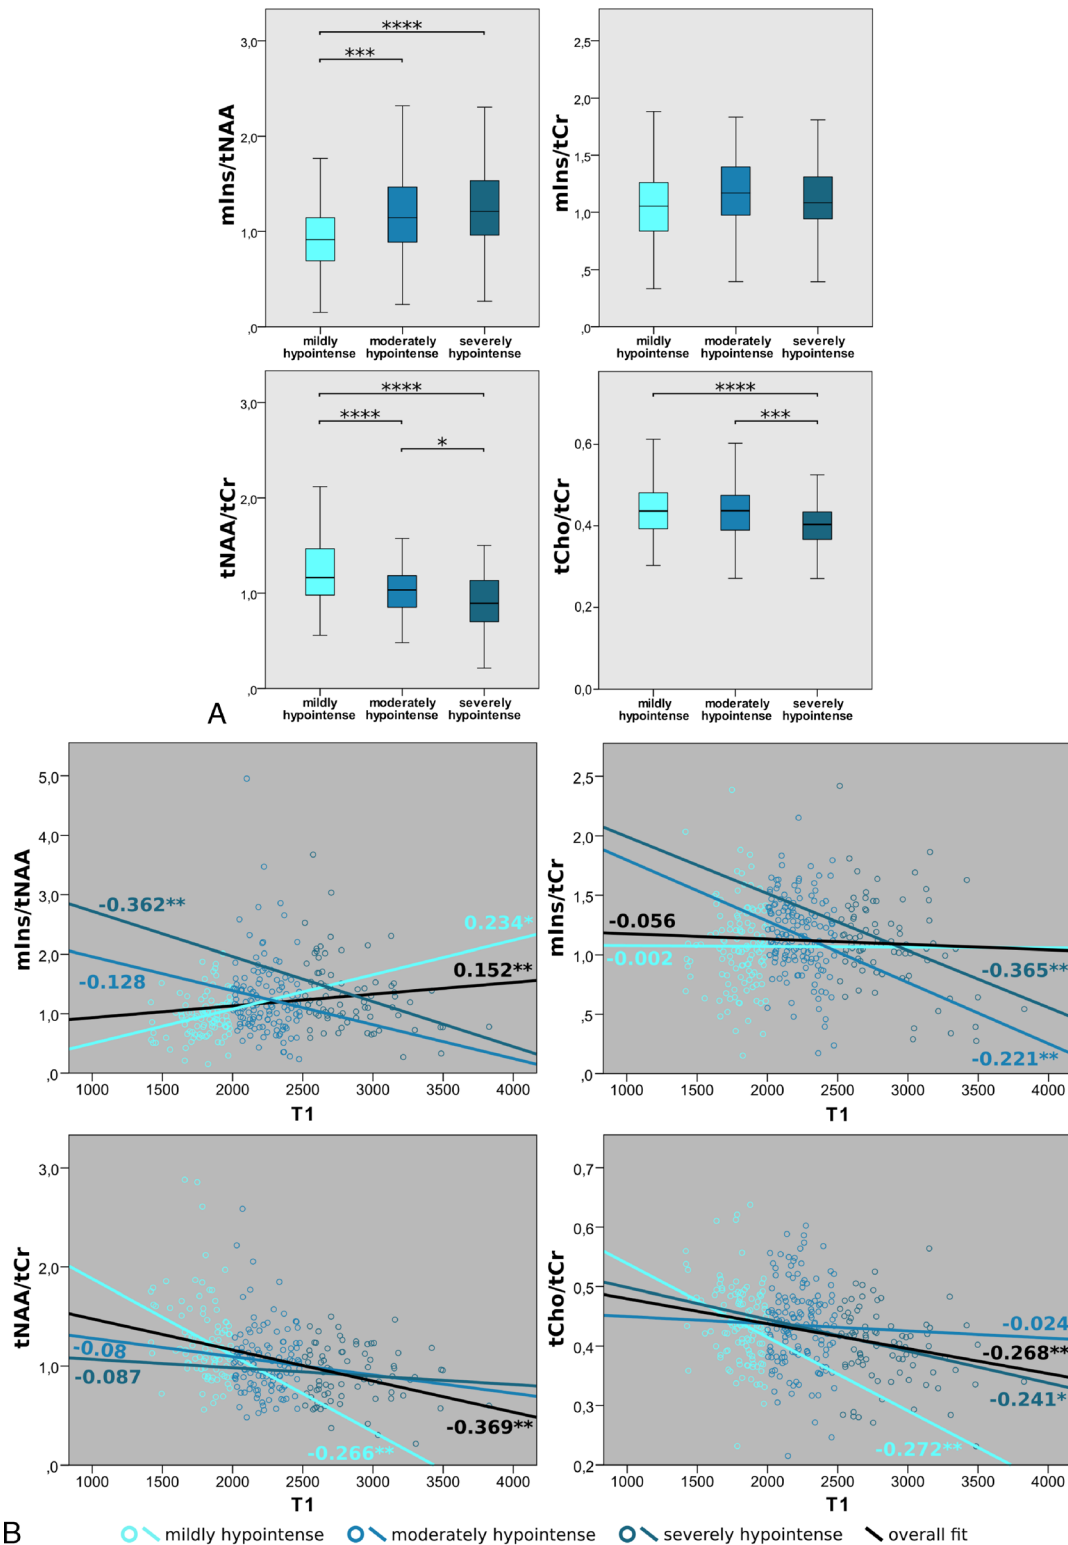 mIns/tNAA
3,0
2,0
1,0
,0
****
***
mildly hypointense
moderately hypointense
severely hypointense
mIns/tCr
2,5
2,0
1,5
1,0
,5
,0
mildly hypointense
moderately hypointense
severely hypointense
tNAA/tCr
3,0
2,0
1,0
,0
****
****
*
mildly hypointense
moderately hypointense
severely hypointense
tCho/tCr
0,6
0,4
0,2
0,0
****
***
mildly hypointense
moderately hypointense
severely hypointense
A
mIns/tNAA
5,0
4,0
3,0
2,0
1,0
,0
-0.362**
-0.128
0.234*
0.152**
1000 1500 2000 2500 3000 3500 4000
T1
mIns/tCr
2,5
2,0
1,5
1,0
,5
,0
-0.056
-0.002
-0.365**
-0.221**
1000 1500 2000 2500 3000 3500 4000
T1
tNAA/tCr
3,0
2,0
1,0
,0
-0.08
-0.087
-0.369**
-0.266**
1000 1500 2000 2500 3000 3500 4000
T1
tCho/tCr
0,7
0,6
0,5
0,4
0,3
0,2
-0.024
-0.268**
-0.241*
-0.272**
1000 1500 2000 2500 3000 3500 4000
T1
B
mildly hypointense moderately hypointense severely hypointense overall fit